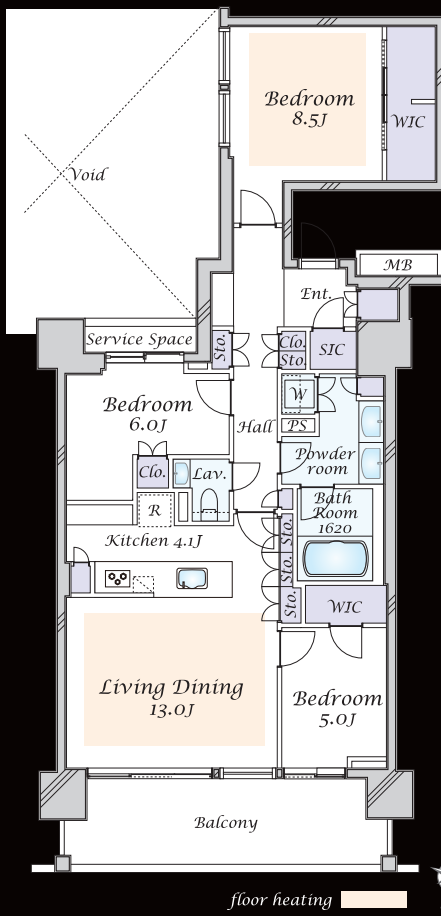 Bedroom
8.5J
WIC
Void
MB
Ent.
Service Space
Sto.
Clo.
Sto.
SIC
Bedroom
6.0J
W
Hall
PS
Powder
room
Clo.
Lav.
R
Bath
Room
1620
Sto.
Kitchen 4.1J
Sto.
Sto.
WIC
Living Dining
13.0J
Bedroom
5.0J
Balcony
floor heating